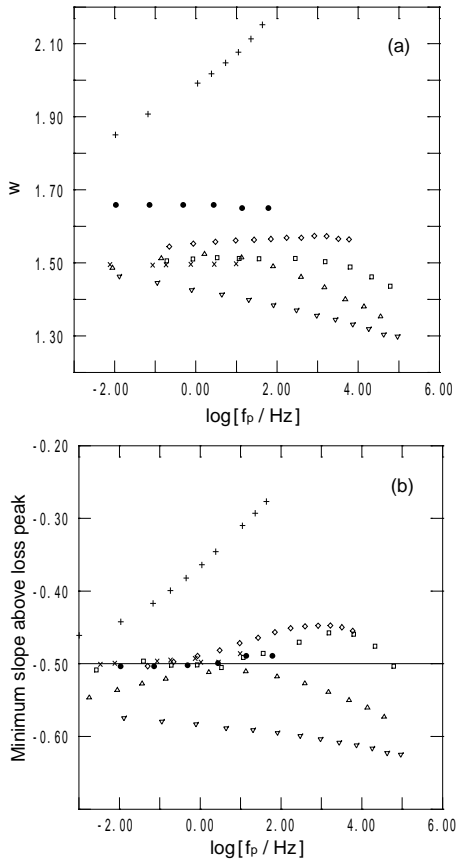 2.10
(a)
1.90
w
1.70
1.50
1.30
-2.00 0.00 2.00 4.00 6.00
log[fp / Hz]
-0.20
(b)
-0.30
Minimum slope above loss peak
-0.40
-0.50
-0.60
-2.00 0.00 2.00 4.00 6.00
log[fp / Hz]